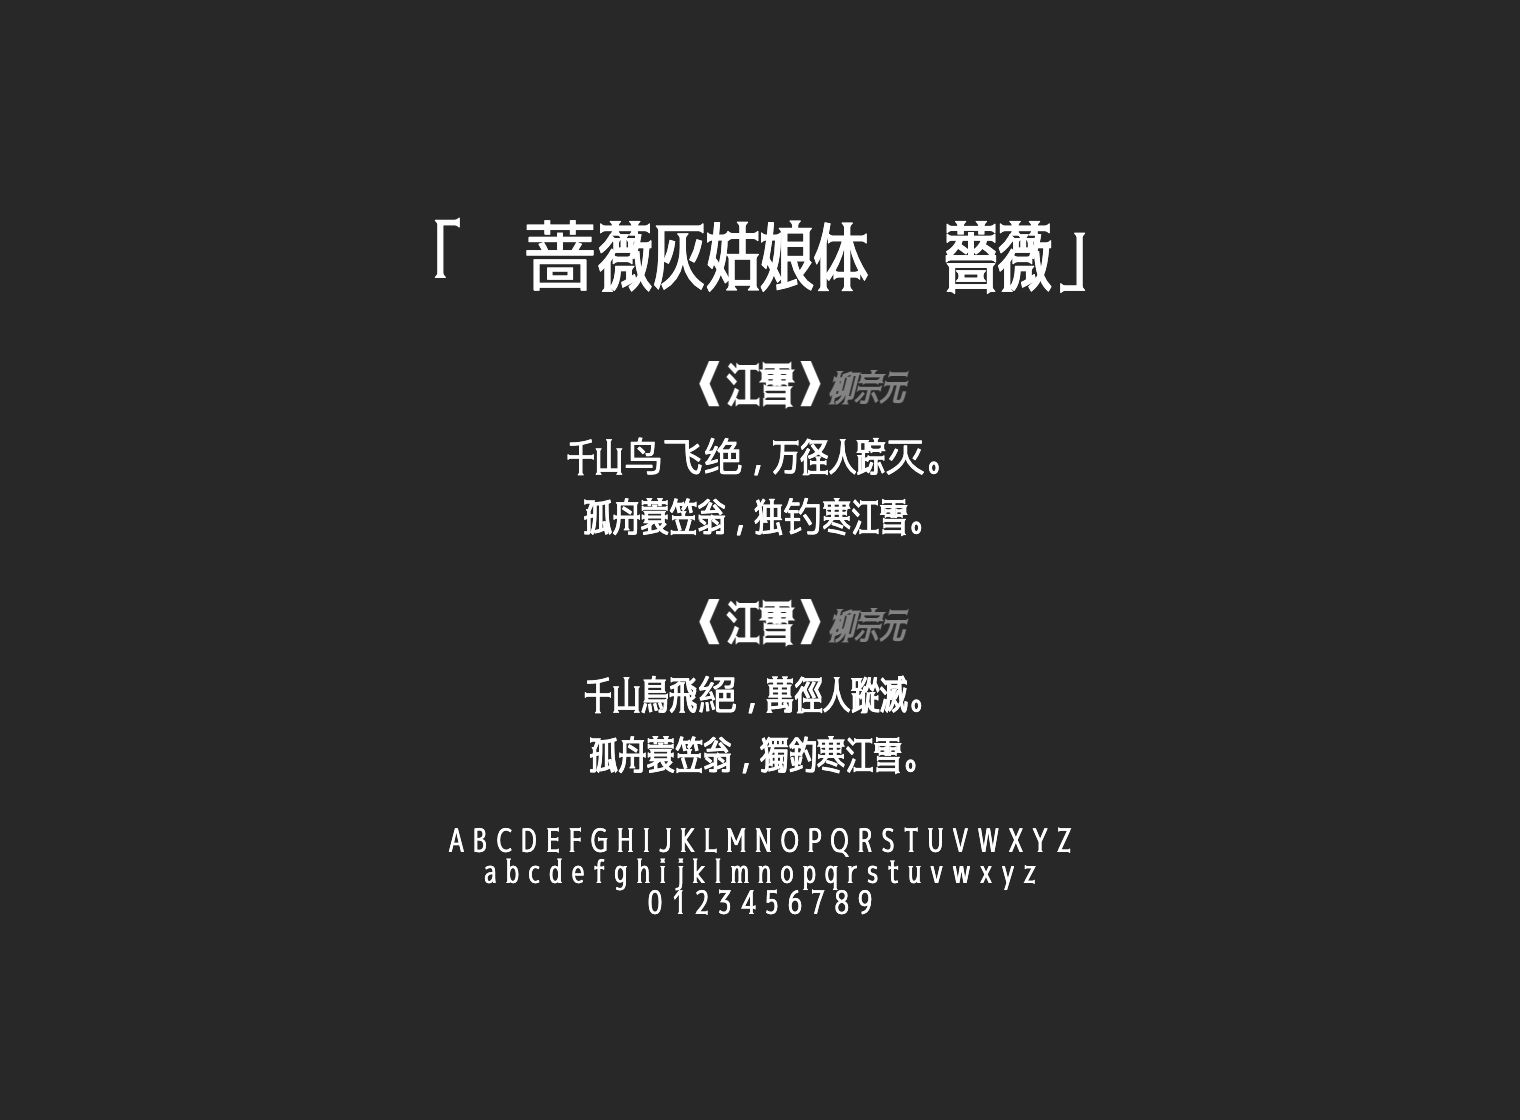 「 蔷薇灰姑娘体 薔薇」
《江雪》柳宗元
千山鸟飞绝，万径人踪灭。
孤舟蓑笠翁，独钓寒江雪。
《江雪》柳宗元
千山鳥飛絕，萬徑人蹤滅。
孤舟蓑笠翁，獨釣寒江雪。
A B C D E F G H I J K L M N O P Q R S T U V W X Y Z
a b c d e f g h i j k l m n o p q r s t u v w x y z
0 1 2 3 4 5 6 7 8 9